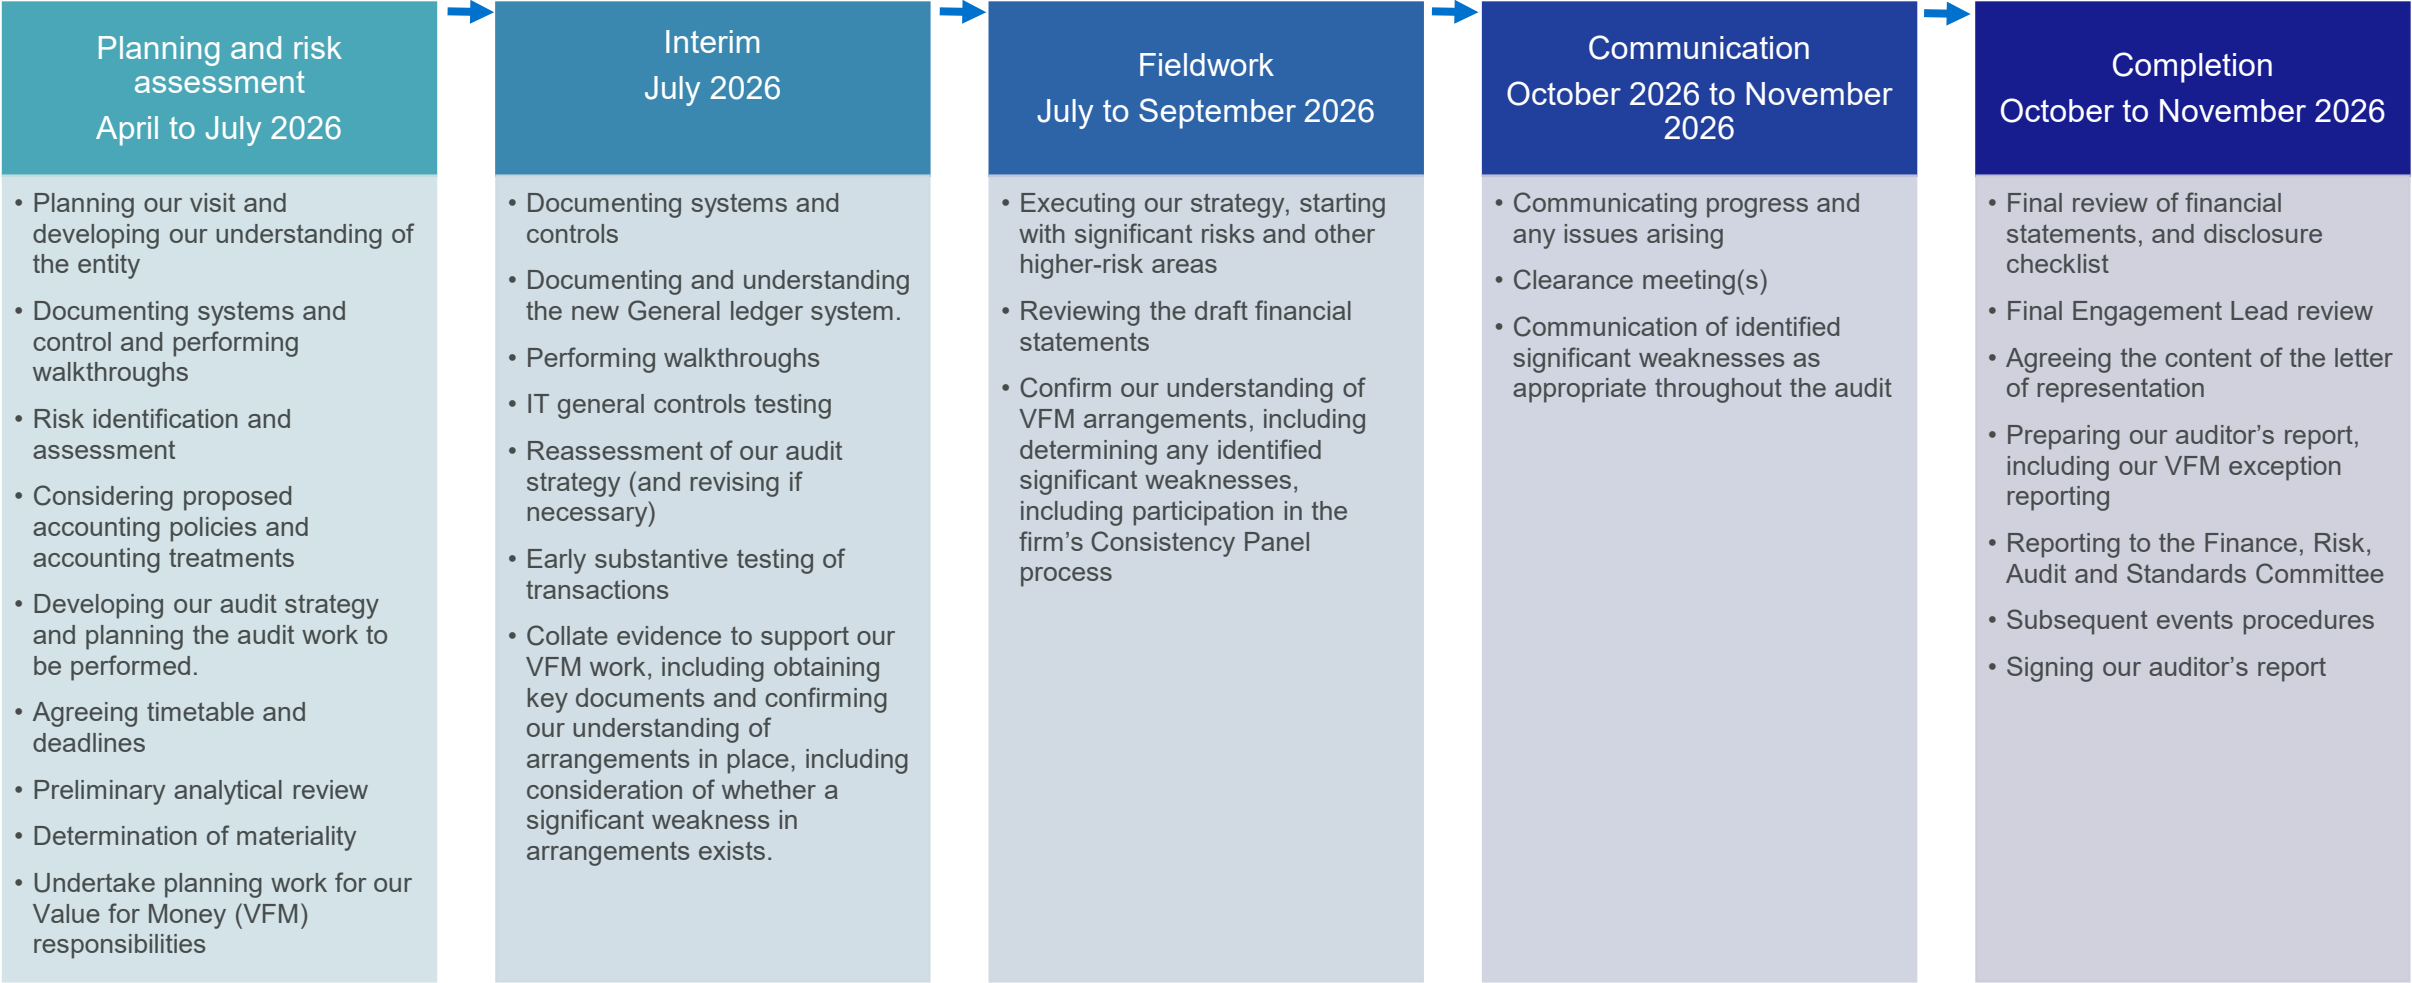 Planning and risk
assessment
April to July 2026
• Planning our visit and
developing our understanding of
the entity
• Documenting systems and
control and performing
walkthroughs
• Risk identification and
assessment
• Considering proposed
accounting policies and
accounting treatments
• Developing our audit strategy
and planning the audit work to
be performed.
• Agreeing timetable and
deadlines
• Preliminary analytical review
• Determination of materiality
• Undertake planning work for our
Value for Money (VFM)
responsibilities
Interim
July 2026
• Documenting systems and
controls
• Documenting and understanding
the new General ledger system.
• Performing walkthroughs
• IT general controls testing
• Reassessment of our audit
strategy (and revising if
necessary)
• Early substantive testing of
transactions
• Collate evidence to support our
VFM work, including obtaining
key documents and confirming
our understanding of
arrangements in place, including
consideration of whether a
significant weakness in
arrangements exists.
Fieldwork
July to September 2026
• Executing our strategy, starting
with significant risks and other
higher-risk areas
• Reviewing the draft financial
statements
• Confirm our understanding of
VFM arrangements, including
determining any identified
significant weaknesses,
including participation in the
firm’s Consistency Panel
process
Communication
October 2026 to November
2026
• Communicating progress and
any issues arising
• Clearance meeting(s)
• Communication of identified
significant weaknesses as
appropriate throughout the audit
Completion
October to November 2026
• Final review of financial
statements, and disclosure
checklist
• Final Engagement Lead review
• Agreeing the content of the letter
of representation
• Preparing our auditor’s report,
including our VFM exception
reporting
• Reporting to the Finance, Risk,
Audit and Standards Committee
• Subsequent events procedures
• Signing our auditor’s report